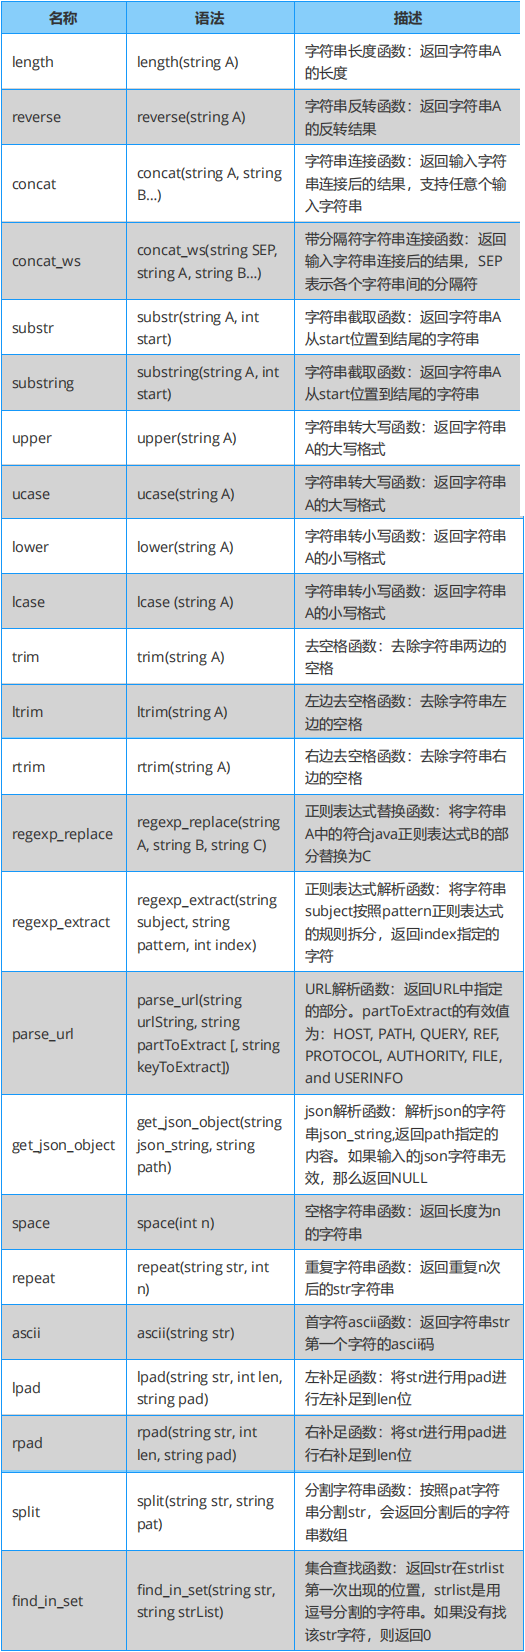 名称 语法 描述
length length(string A) 字符串长度函数：返回字符串A
的长度
reverse reverse(string A) 字符串反转函数：返回字符串A
的反转结果
concat concat(string A, string
B…) 字符串连接函数：返回输入字符
串连接后的结果，支持任意个输
入字符串
concat_ws concat_ws(string SEP,
string A, string B…) 带分隔符字符串连接函数：返回
输入字符串连接后的结果，SEP
表示各个字符串间的分隔符
substr substr(string A, int
start) 字符串截取函数：返回字符串A
从start位置到结尾的字符串
substring substring(string A, int
start) 字符串截取函数：返回字符串A
从start位置到结尾的字符串
upper upper(string A) 字符串转大写函数：返回字符串
A的大写格式
ucase ucase(string A) 字符串转大写函数：返回字符串
A的大写格式
lower lower(string A) 字符串转小写函数：返回字符串
A的小写格式
lcase lcase (string A) 字符串转小写函数：返回字符串
A的小写格式
trim trim(string A) 去空格函数：去除字符串两边的
空格
ltrim ltrim(string A) 左边去空格函数：去除字符串左
边的空格
rtrim rtrim(string A) 右边去空格函数：去除字符串右
边的空格
regexp_replace regexp_replace(string
A, string B, string C) 正则表达式替换函数：将字符串
A中的符合java正则表达式B的部
分替换为C
regexp_extract regexp_extract(string
subject, string
pattern, int index) 正则表达式解析函数：将字符串
subject按照pattern正则表达式
的规则拆分，返回index指定的
字符
parse_url parse_url(string
urlString, string
partToExtract [, string
keyToExtract]) URL解析函数：返回URL中指定
的部分。partToExtract的有效值
为：HOST, PATH, QUERY, REF,
PROTOCOL, AUTHORITY, FILE,
and USERINFO
get_json_object get_json_object(string
json_string, string
path) json解析函数：解析json的字符
串json_string,返回path指定的
内容。如果输入的json字符串无
效，那么返回NULL
space space(int n) 空格字符串函数：返回长度为n
的字符串
repeat repeat(string str, int
n) 重复字符串函数：返回重复n次
后的str字符串
ascii ascii(string str) 首字符ascii函数：返回字符串str
第一个字符的ascii码
lpad lpad(string str, int len,
string pad) 左补足函数：将str进行用pad进
行左补足到len位
rpad rpad(string str, int
len, string pad) 右补足函数：将str进行用pad进
行右补足到len位
split split(string str, string
pat) 分割字符串函数：按照pat字符
串分割str，会返回分割后的字符
串数组
find_in_set find_in_set(string str,
string strList) 集合查找函数：返回str在strlist
第一次出现的位置，strlist是用
逗号分割的字符串。如果没有找
该str字符，则返回0